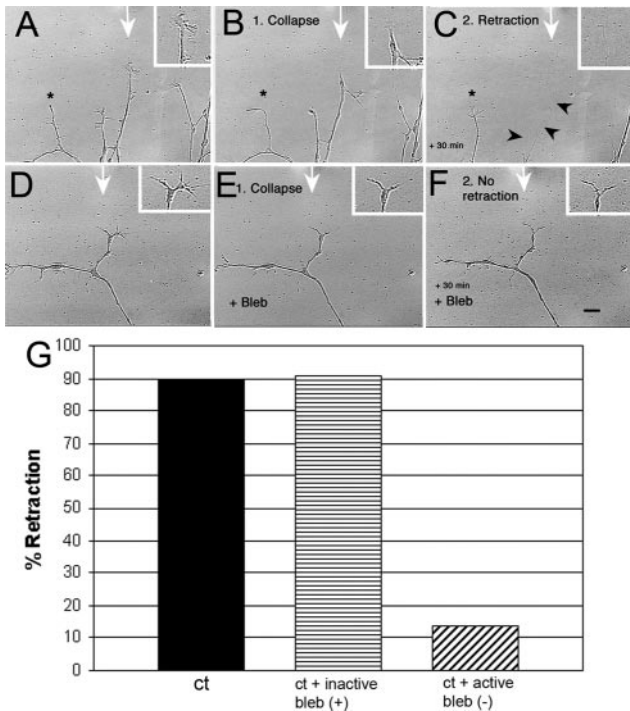 A
B
1. Collapse
C
2. Retraction
*
*
*
+ 30 min
D
E
1. Collapse
F
2. No
retraction
+ Bleb
+ 30 min
+ Bleb
G
100
90
80
70
60
50
40
30
20
10
0
% Retraction
ct
ct + inactive
bleb (+)
ct + active
bleb (-)